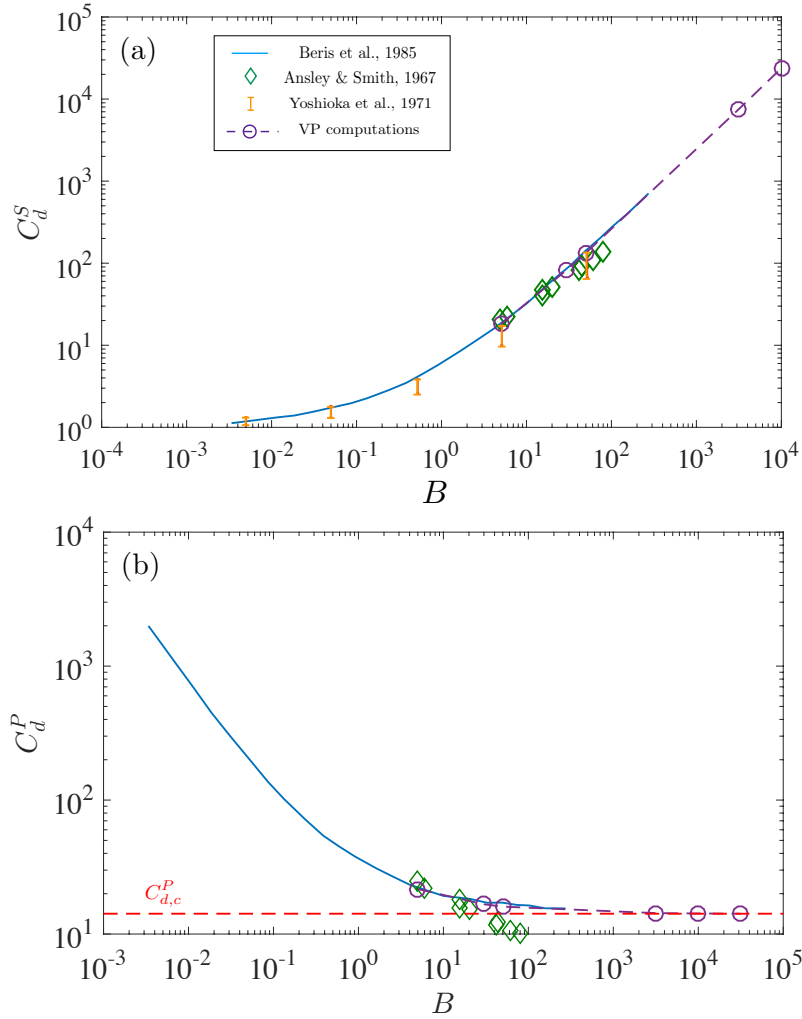 (a)
Beris et al., 1985
Ansley & Smith, 1967
Yoshioka et al., 1971
VP computations
10^5
10^4
10^3
10^2
10^1
10^0
C_d^S
10^-4 10^-3 10^-2 10^-1 10^0 10^1 10^2 10^3 10^4
B
(b)
10^4
10^3
10^2
10^1
C_d^P
C_{d,c}^P
10^-3 10^-2 10^-1 10^0 10^1 10^2 10^3 10^4 10^5
B